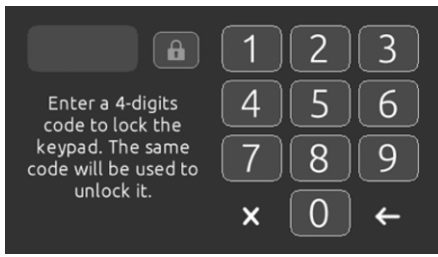 Enter a 4-digits
code to lock the
keypad. The same
code will be used to
unlock it.
1 2 3
4 5 6
7 8 9
× 0 ←